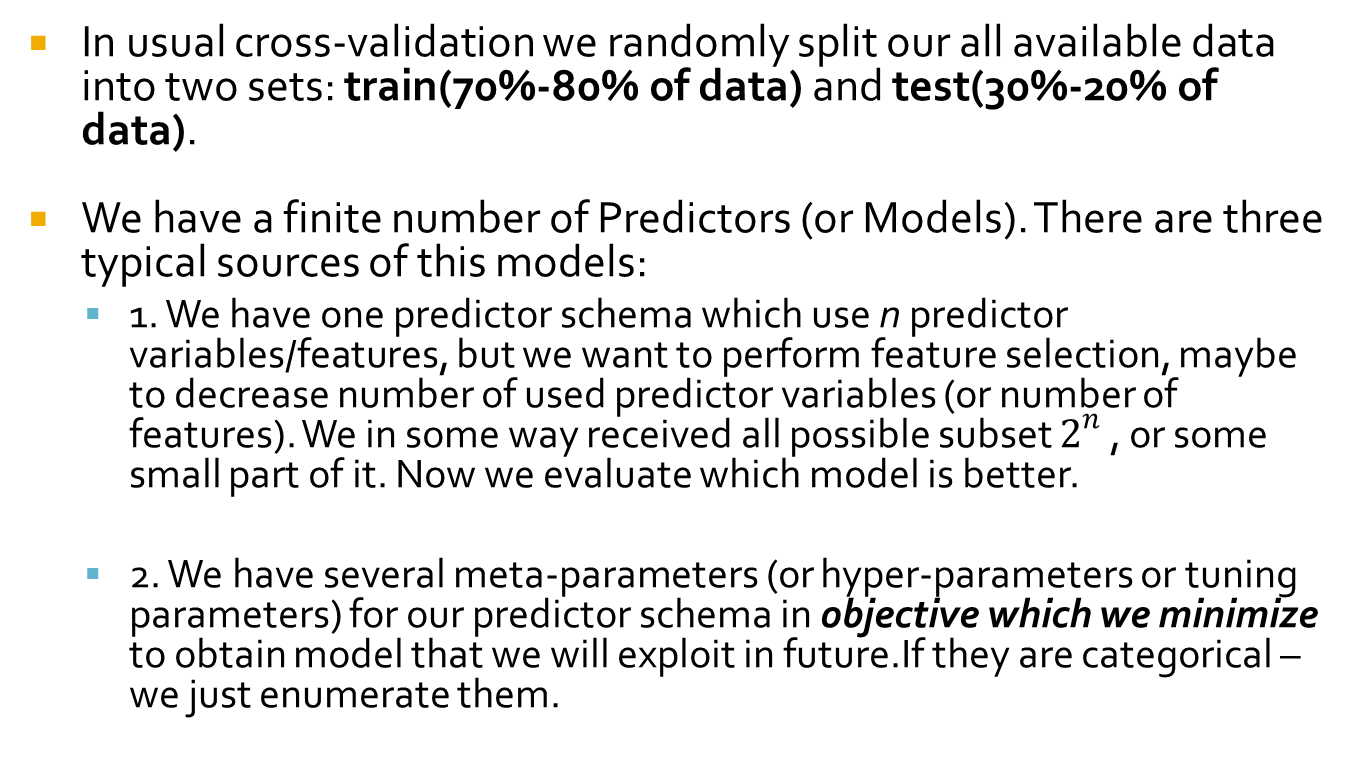 In usual cross-validation we randomly split our all available data
into two sets: train(70%-80% of data) and test(30%-20% of
data).
We have a finite number of Predictors (or Models). There are three
typical sources of this models:
1. We have one predictor schema which use n predictor
variables/features, but we want to perform feature selection, maybe
to decrease number of used predictor variables (or number of
features). We in some way received all possible subset 2^n , or some
small part of it. Now we evaluate which model is better.
2. We have several meta-parameters (or hyper-parameters or tuning
parameters) for our predictor schema in objective which we minimize
to obtain model that we will exploit in future.If they are categorical –
we just enumerate them.